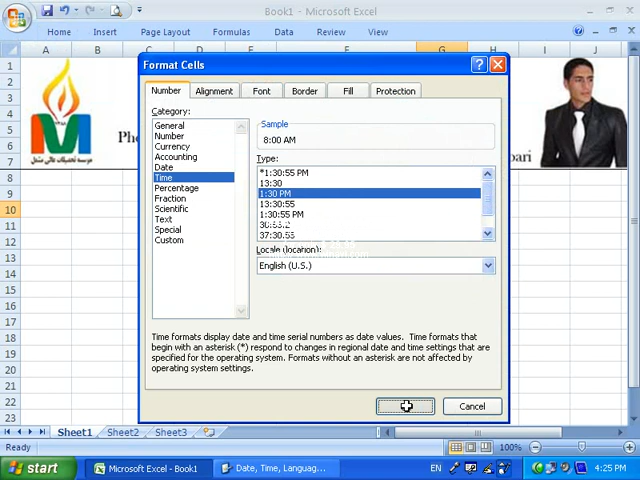 Book1 - Microsoft Excel
Home Insert Page Layout Formulas Data Review View
A B C D E F G H I J
Format Cells
Number Alignment Font Border Fill Protection
Category:
General
Number
Currency
Accounting
Date
Time
Percentage
Fraction
Scientific
Text
Special
Custom
Sample
8:00 AM
Type:
*1:30:55 PM
13:30
1:30 PM
13:30:55
1:30:55 PM
30:55.2
37:30:55
Locale (location):
English (U.S.)
Time formats display date and time serial numbers as date values. Time formats that
begin with an asterisk (*) respond to changes in regional date and time settings that are
specified for the operating system. Formats without an asterisk are not affected by
operating system settings.
Cancel
1
2
3
4
5
6
7
8
9
10
11
12
13
14
15
16
17
18
19
20
21
22
23
موسسه تحصیلات عالی مشعل
Sheet1 Sheet2 Sheet3
Ready
100%
start
Microsoft Excel - Book1
Date, Time, Languag...
EN
4:25 PM